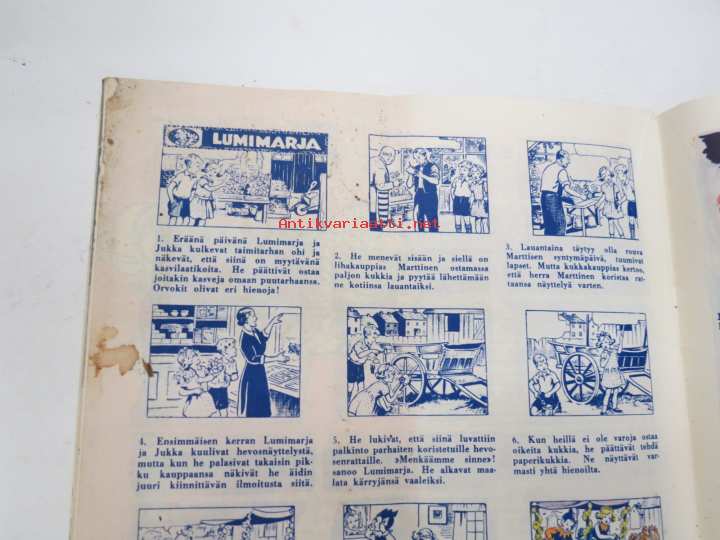 LUMIMARJA
Antikvariaatti.net
1. Eräänä päivänä Lumimarja ja
Jukka kulkevat taimitarhan ohi ja
näkevät, että siinä on myytävänä
kasvilaatikoita. He päättivät ostaa
joitakin kasveja omaan puutarhaansa.
Orvokit olivat eri hienoja!
2. He menevät sisään ja siellä on
lihakauppias Marttinen ostamassa
paljon kukkia ja pyytää lähettämään
ne kotiinsa lauantaiksi.
3. Lauantaina täytyy olla rouva
Marttisen syntymäpäivä, tuumivat
lapset. Mutta kukkakauppias kertoo,
että herra Marttinen koristaa rat-
taansa näyttelyä varten.
4. Ensimmäisen kerran Lumimarja
ja Jukka kuulivat hevosnäyttelystä,
mutta kun he palasivat takaisin pik-
ku kauppaansa näkivät he äidin
juuri kiinnittävän ilmoitusta siitä.
5. He lukivat, että siinä luvattiin
palkinto parhaiten koristetuille hevo-
senrattaille. »Menkäämme sinne»!
sanoo Lumimarja. He alkavat maa-
lata kärryjänsä vaaleiksi.
6. Kun heillä ei ole varoja ostaa
oikeita kukkia, he päättävät tehdä
paperikukkia. Ne näyttävät var-
masti yhtä hienoilta.